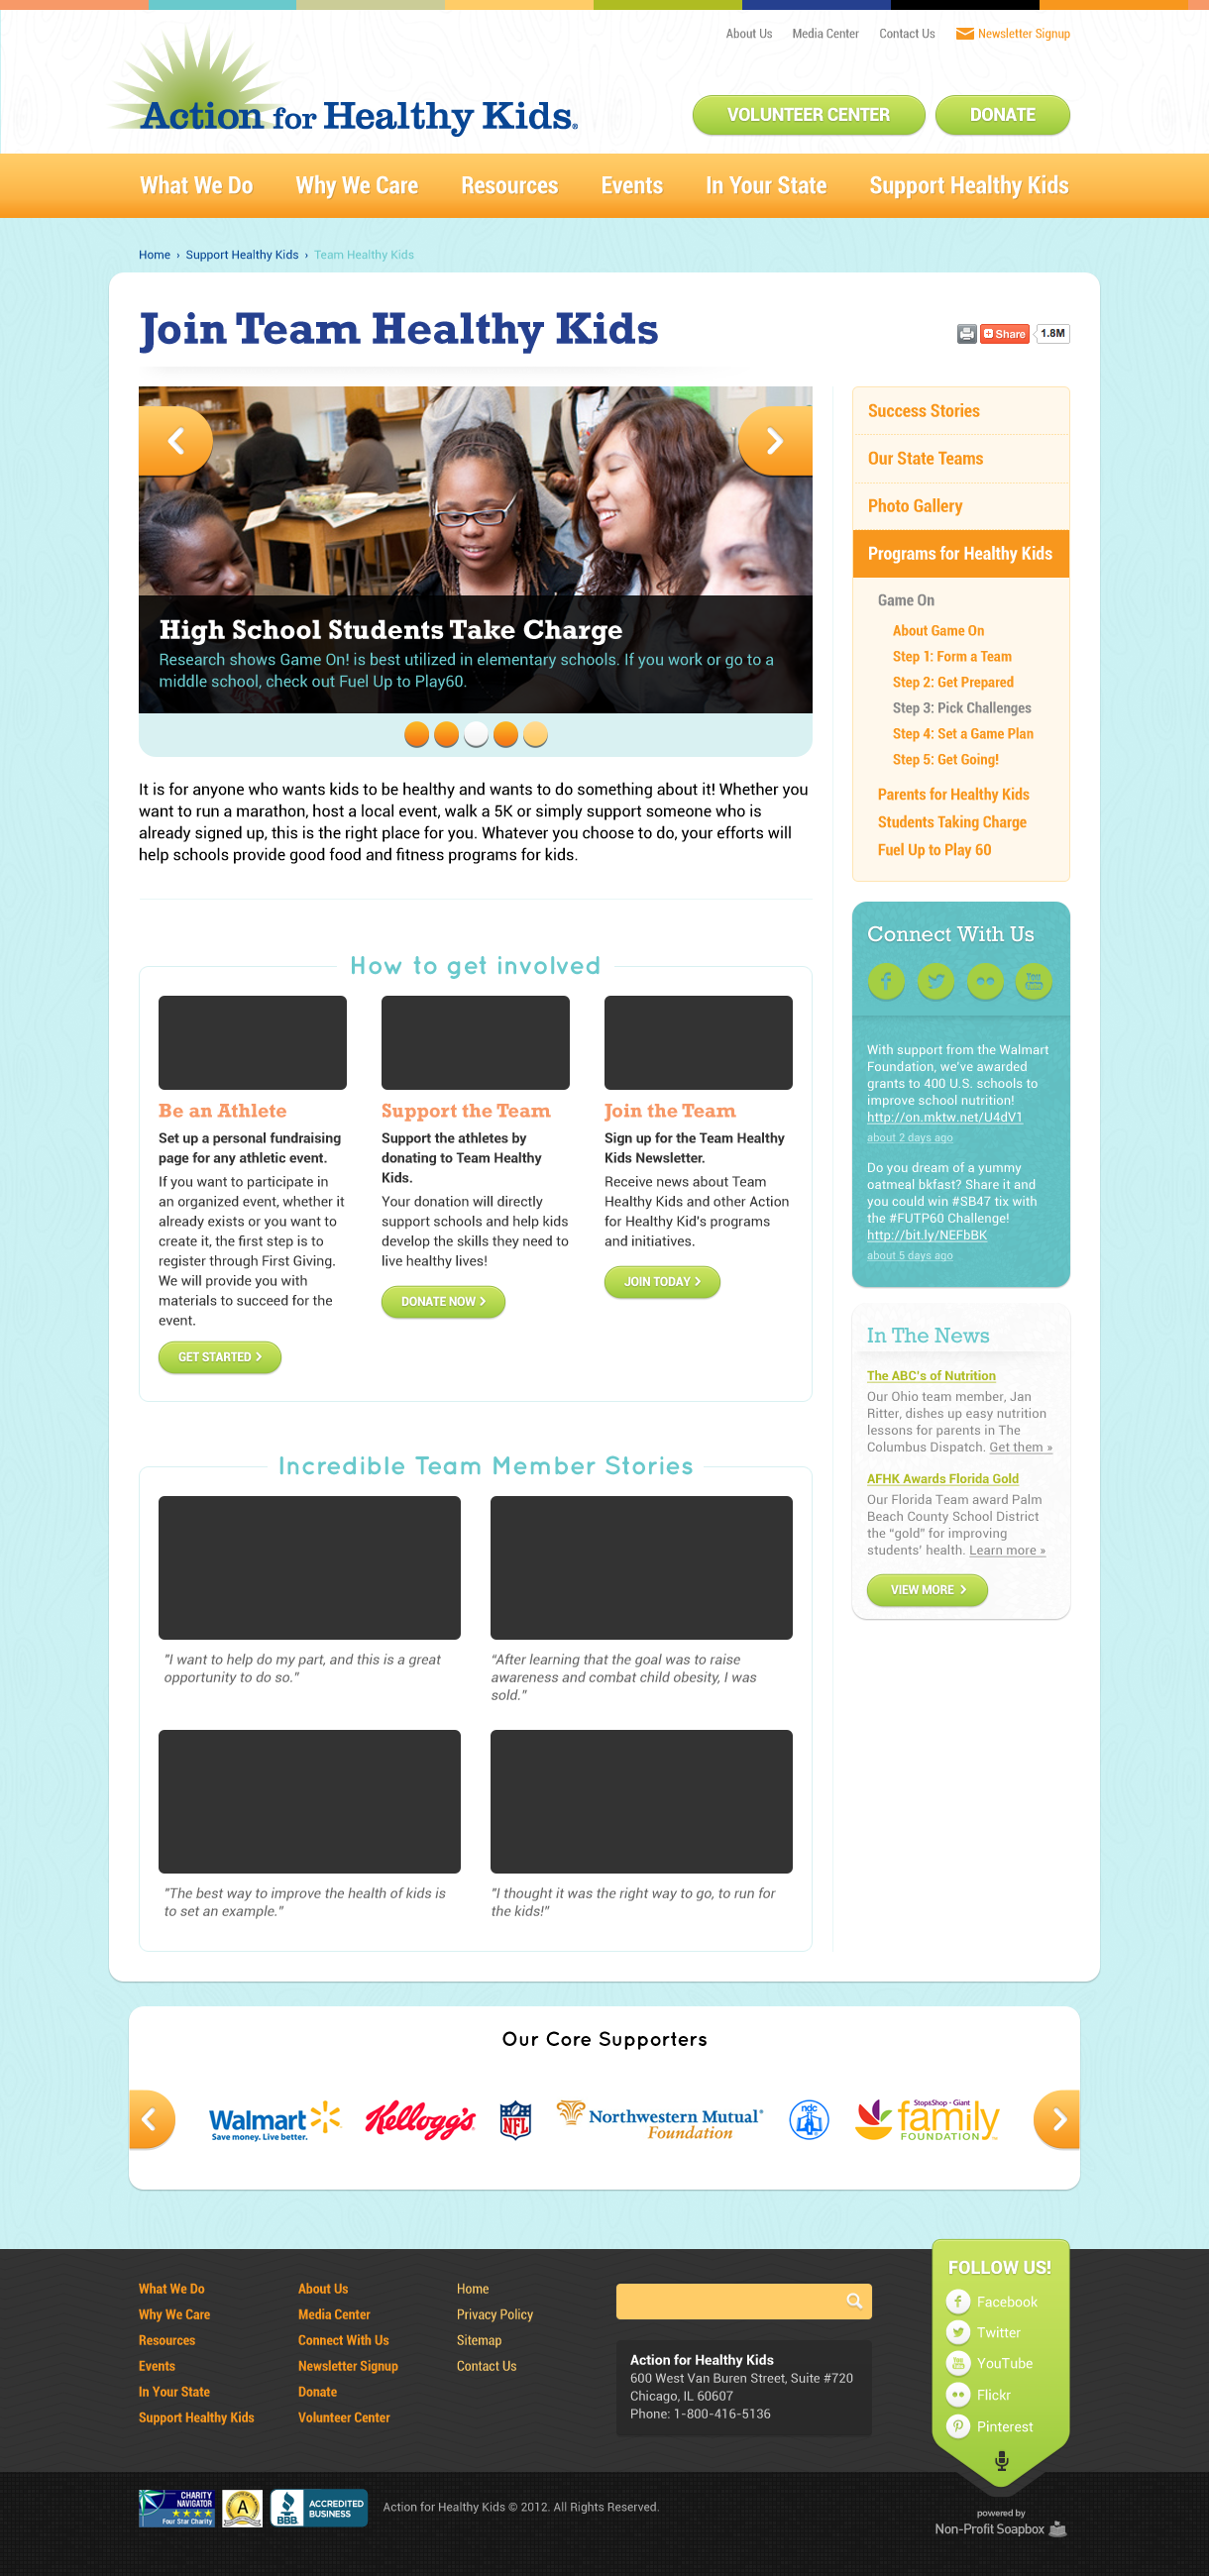 About Us Media Center Contact Us Newsletter Signup
Action for Healthy Kids®
VOLUNTEER CENTER DONATE
What We Do Why We Care Resources Events In Your State Support Healthy Kids
Home › Support Healthy Kids › Team Healthy Kids
Join Team Healthy Kids
Share 1.8M
High School Students Take Charge
Research shows Game On! is best utilized in elementary schools. If you work or go to a
middle school, check out Fuel Up to Play60.
It is for anyone who wants kids to be healthy and wants to do something about it! Whether you
want to run a marathon, host a local event, walk a 5K or simply support someone who is
already signed up, this is the right place for you. Whatever you choose to do, your efforts will
help schools provide good food and fitness programs for kids.
How to get involved
Be an Athlete
Set up a personal fundraising
page for any athletic event.
If you want to participate in
an organized event, whether it
already exists or you want to
create it, the first step is to
register through First Giving.
We will provide you with
materials to succeed for the
event.
GET STARTED
Support the Team
Support the athletes by
donating to Team Healthy
Kids.
Your donation will directly
support schools and help kids
develop the skills they need to
live healthy lives!
DONATE NOW
Join the Team
Sign up for the Team Healthy
Kids Newsletter.
Receive news about Team
Healthy Kids and other Action
for Healthy Kid's programs
and initiatives.
JOIN TODAY
Incredible Team Member Stories
"I want to help do my part, and this is a great
opportunity to do so."
"After learning that the goal was to raise
awareness and combat child obesity, I was
sold."
"The best way to improve the health of kids is
to set an example."
"I thought it was the right way to go, to run for
the kids!"
Success Stories
Our State Teams
Photo Gallery
Programs for Healthy Kids
Game On
About Game On
Step 1: Form a Team
Step 2: Get Prepared
Step 3: Pick Challenges
Step 4: Set a Game Plan
Step 5: Get Going!
Parents for Healthy Kids
Students Taking Charge
Fuel Up to Play 60
Connect With Us
You Tube
With support from the Walmart
Foundation, we've awarded
grants to 400 U.S. schools to
improve school nutrition!
http://on.mktw.net/U4dV1
about 2 days ago
Do you dream of a yummy
oatmeal bkfast? Share it and
you could win #SB47 tix with
the #FUTP60 Challenge!
http://bit.ly/NEFbBK
about 5 days ago
In The News
The ABC's of Nutrition
Our Ohio team member, Jan
Ritter, dishes up easy nutrition
lessons for parents in The
Columbus Dispatch. Get them »
AFHK Awards Florida Gold
Our Florida Team award Palm
Beach County School District
the "gold" for improving
students' health. Learn more »
VIEW MORE
Our Core Supporters
Walmart
Save money. Live better.
Kellogg's
NFL
Northwestern Mutual®
Foundation
ndc
Stop&Shop - Giant
family
FOUNDATION
What We Do
Why We Care
Resources
Events
In Your State
Support Healthy Kids
About Us
Media Center
Connect With Us
Newsletter Signup
Donate
Volunteer Center
Home
Privacy Policy
Sitemap
Contact Us
Action for Healthy Kids
600 West Van Buren Street, Suite #720
Chicago, IL 60607
Phone: 1-800-416-5136
FOLLOW US!
Facebook
Twitter
YouTube
Flickr
Pinterest
CHARITY
NAVIGATOR
Four Star Charity
A
BBB
ACCREDITED
BUSINESS
Action for Healthy Kids © 2012. All Rights Reserved.
powered by
Non-Profit Soapbox